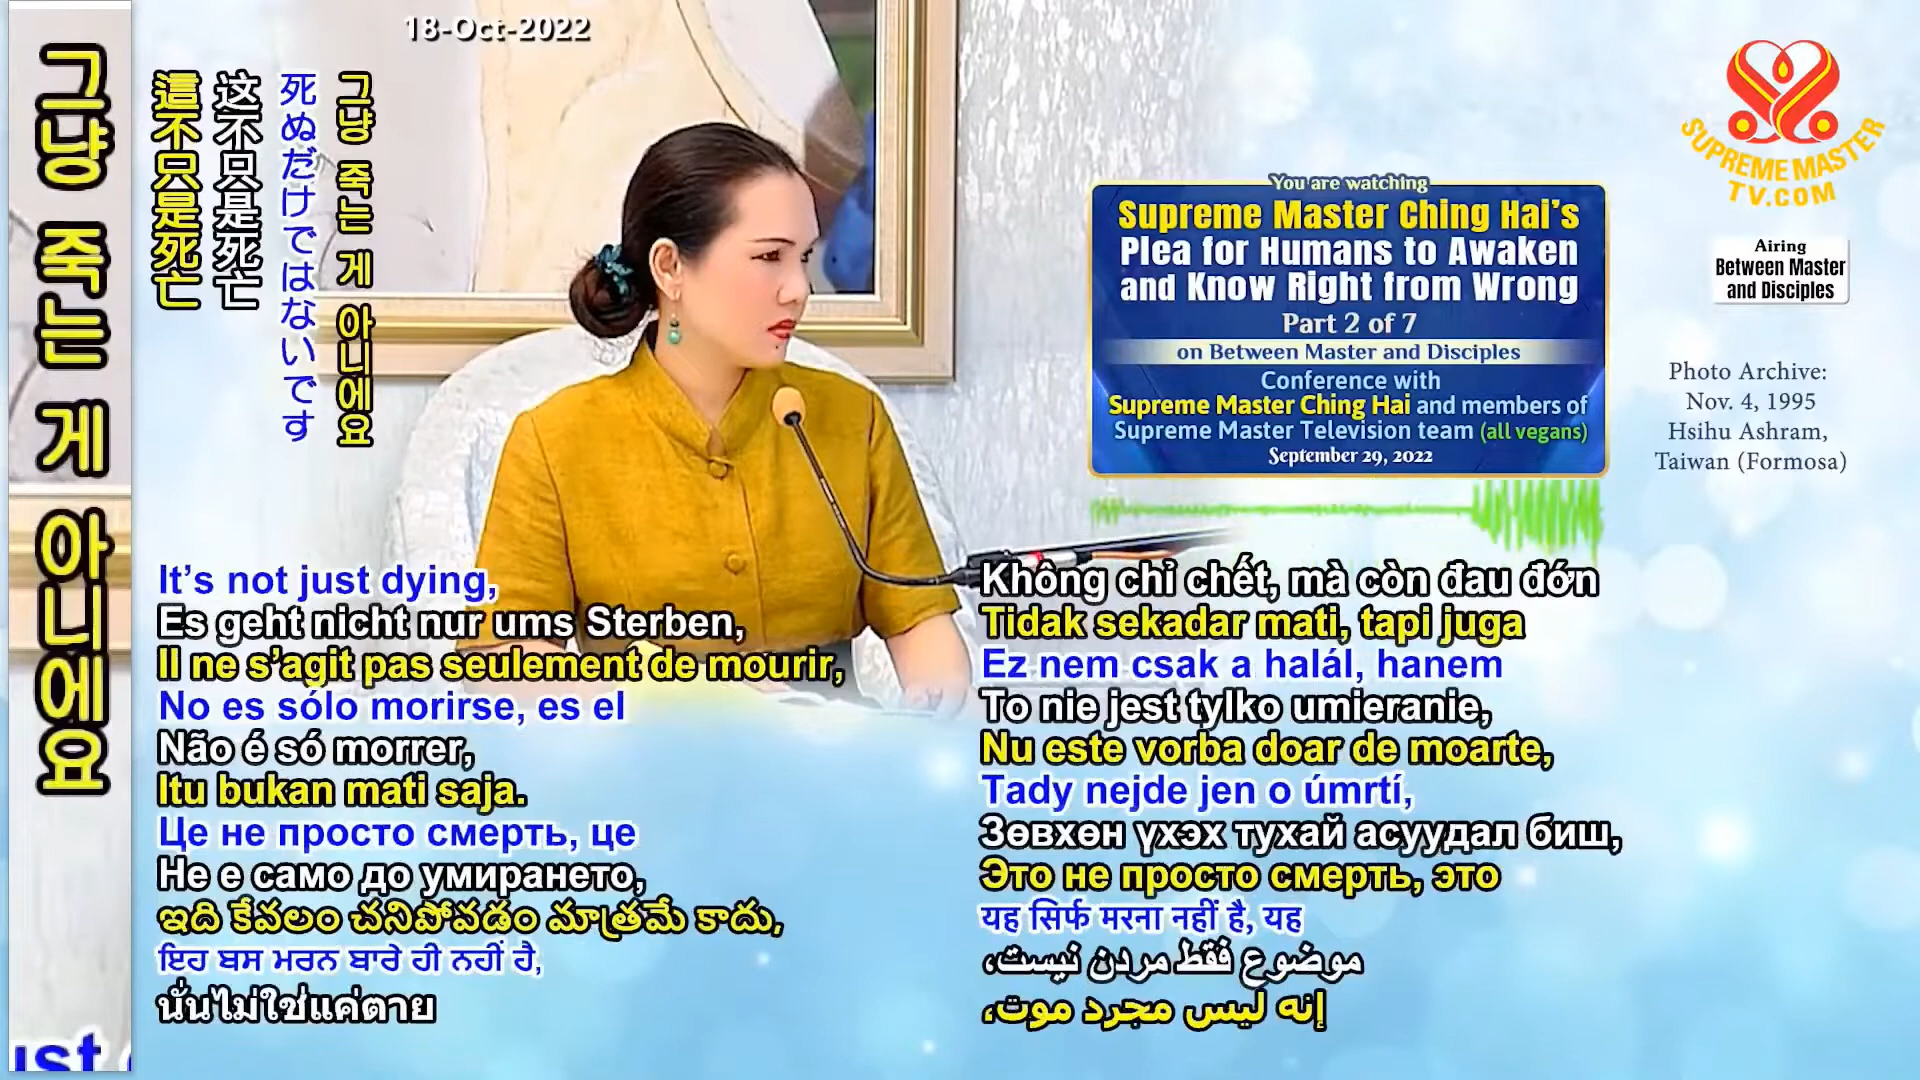 그냥 죽는 게 아니에요
18-Oct-2022
這不只是死亡
这不只是死亡
死ぬだけではないです
그냥 죽는 게 아니에요
SUPREME MASTER
TV.COM
You are watching
Supreme Master Ching Hai’s
Plea for Humans to Awaken
and Know Right from Wrong
Part 2 of 7
on Between Master and Disciples
Conference with
Supreme Master Ching Hai and members of
Supreme Master Television team (all vegans)
September 29, 2022
Airing
Between Master
and Disciples
Photo Archive:
Nov. 4, 1995
Hsihu Ashram,
Taiwan (Formosa)
It’s not just dying,
Es geht nicht nur ums Sterben,
Il ne s’agit pas seulement de mourir,
No es sólo morirse, es el
Não é só morrer,
Itu bukan mati saja.
Це не просто смерть, це
Не е само до умирането,
ఇది కేవలం చనిపోవడం మాత్రమే కాదు,
ਇਹ ਬਸ ਮਰਨ ਬਾਰੇ ਹੀ ਨਹੀਂ ਹੈ,
นั่นไม่ใช่แค่ตาย
Không chỉ chết, mà còn đau đớn
Tidak sekadar mati, tapi juga
Ez nem csak a halál, hanem
To nie jest tylko umieranie,
Nu este vorba doar de moarte,
Tady nejde jen o úmrtí,
Зөвхөн үхэх тухай асуудал биш,
Это не просто смерть, это
यह सिर्फ मरना नहीं है, यह
موضوع فقط مردن نیست،
إنه ليس مجرد موت،